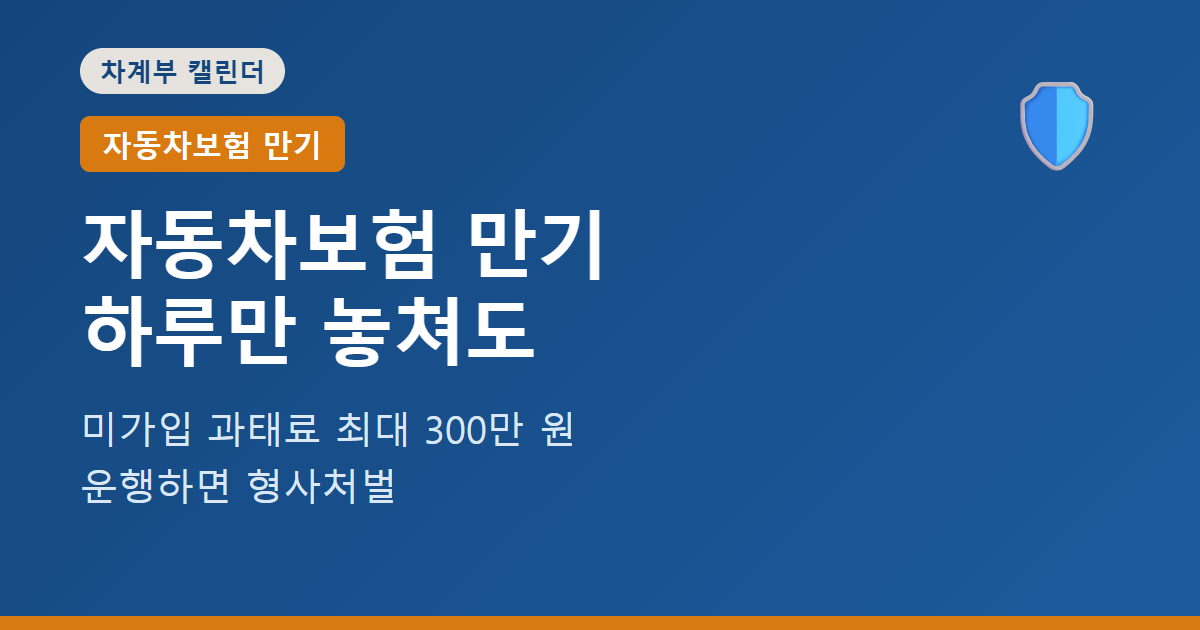 차계부 캘린더
자동차보험 만기
자동차보험 만기
하루만 놓쳐도
미가입 과태료 최대 300만 원
운행하면 형사처벌